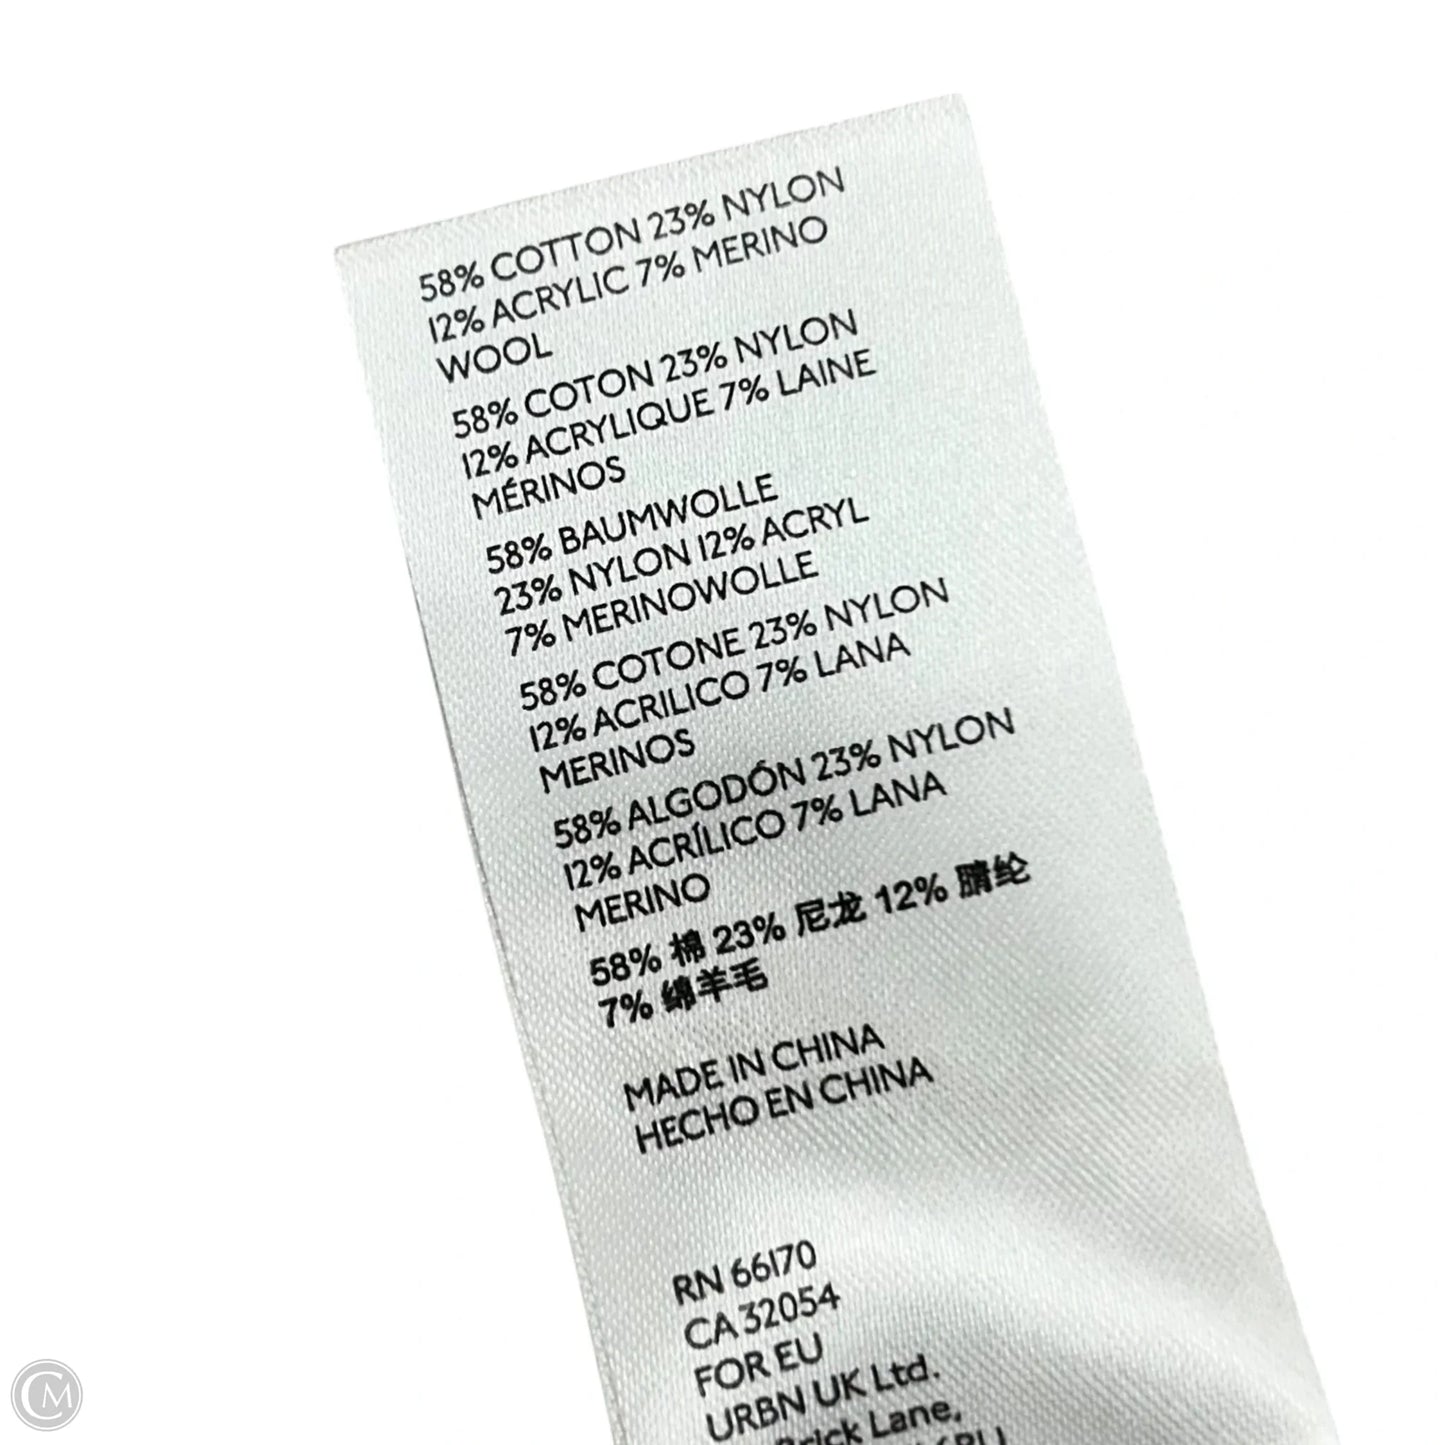 58% COTTON 23% NYLON
12% ACRYLIC 7% MERINO
WOOL
58% COTON 23% NYLON
12% ACRYLIQUE 7% LAINE
MÉRINOS
58% BAUMWOLLE
23% NYLON 12% ACRYL
7% MERINOWOLLE
58% COTONE 23% NYLON
12% ACRILICO 7% LANA
MERINOS
58% ALGODÓN 23% NYLON
12% ACRÍLICO 7% LANA
MERINO
58% 棉 23% 尼龙 12% 腈纶
7% 绵羊毛
MADE IN CHINA
HECHO EN CHINA
RN 66170
CA 32054
FOR EU
URBN UK Ltd.
Lane,
CM